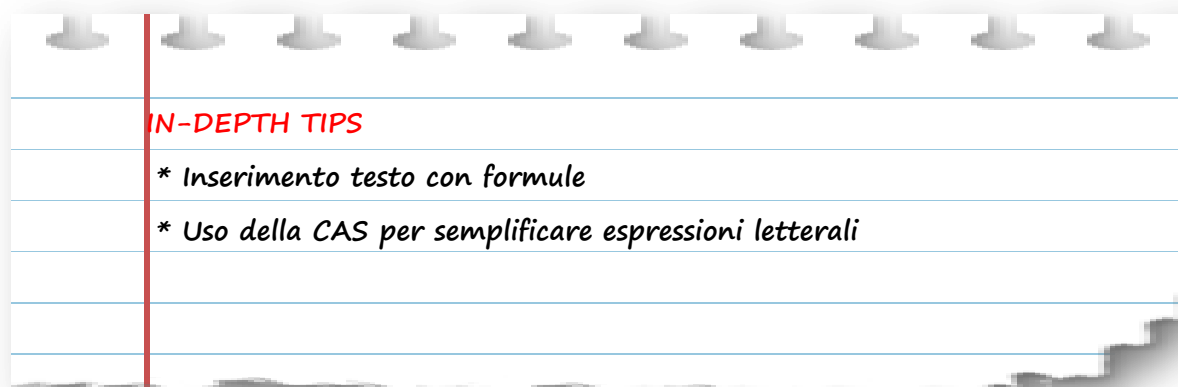 IN-DEPTH TIPS
* Inserimento testo con formule
* Uso della CAS per semplificare espressioni letterali